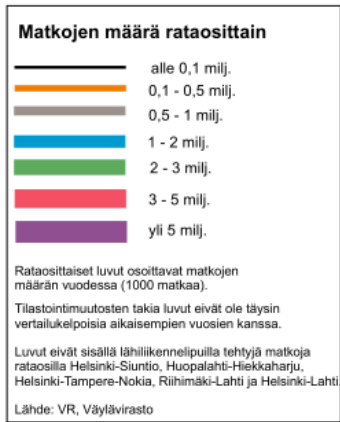 Matkojen määrä rataosittain
alle 0,1 milj.
0,1 - 0,5 milj.
0,5 - 1 milj.
1 - 2 milj.
2 - 3 milj.
3 - 5 milj.
yli 5 milj.
Rataosittaiset luvut osoittavat matkojen
määrän vuodessa (1000 matkaa).
Tilastointimuutosten takia luvut eivät ole täysin
vertailukelpoisia aikaisempien vuosien kanssa.
Luvut eivät sisällä lähiliikennelipuilla tehtyjä matkoja
rataosilla Helsinki-Siuntio, Huopalahti-Hiekkaharju,
Helsinki-Tampere-Nokia, Riihimäki-Lahti ja Helsinki-Lahti.
Lähde: VR, Väylävirasto